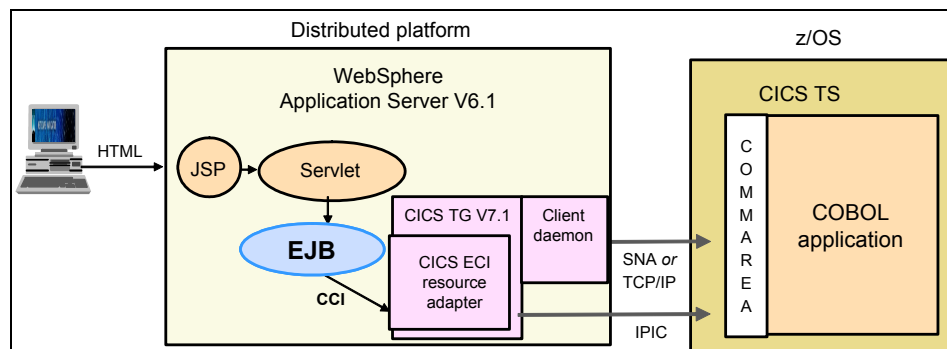 Distributed platform
z/OS
WebSphere
Application Server V6.1
CICS TS
HTML
JSP
Servlet
EJB
CCI
CICS TG V7.1
Client
daemon
CICS ECI
resource
adapter
SNA or
TCP/IP
IPIC
C
O
M
M
A
R
E
A
COBOL
application